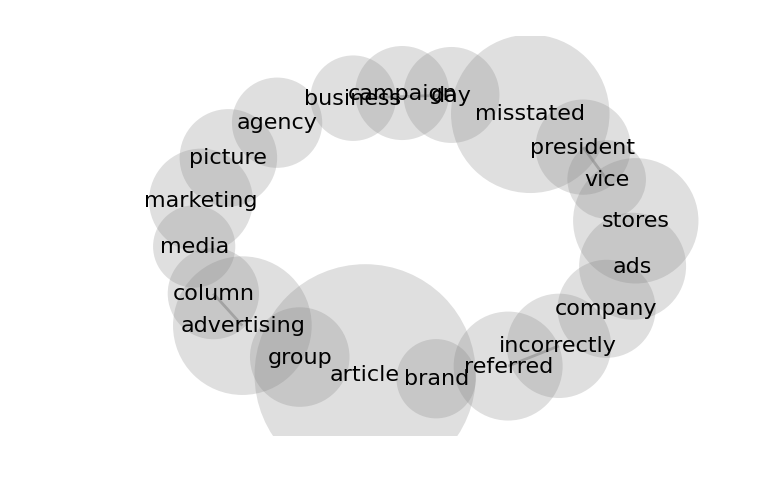 business
campaign
day
misstated
agency
president
picture
vice
marketing
stores
media
ads
column
company
advertising
incorrectly
group
referred
article
brand